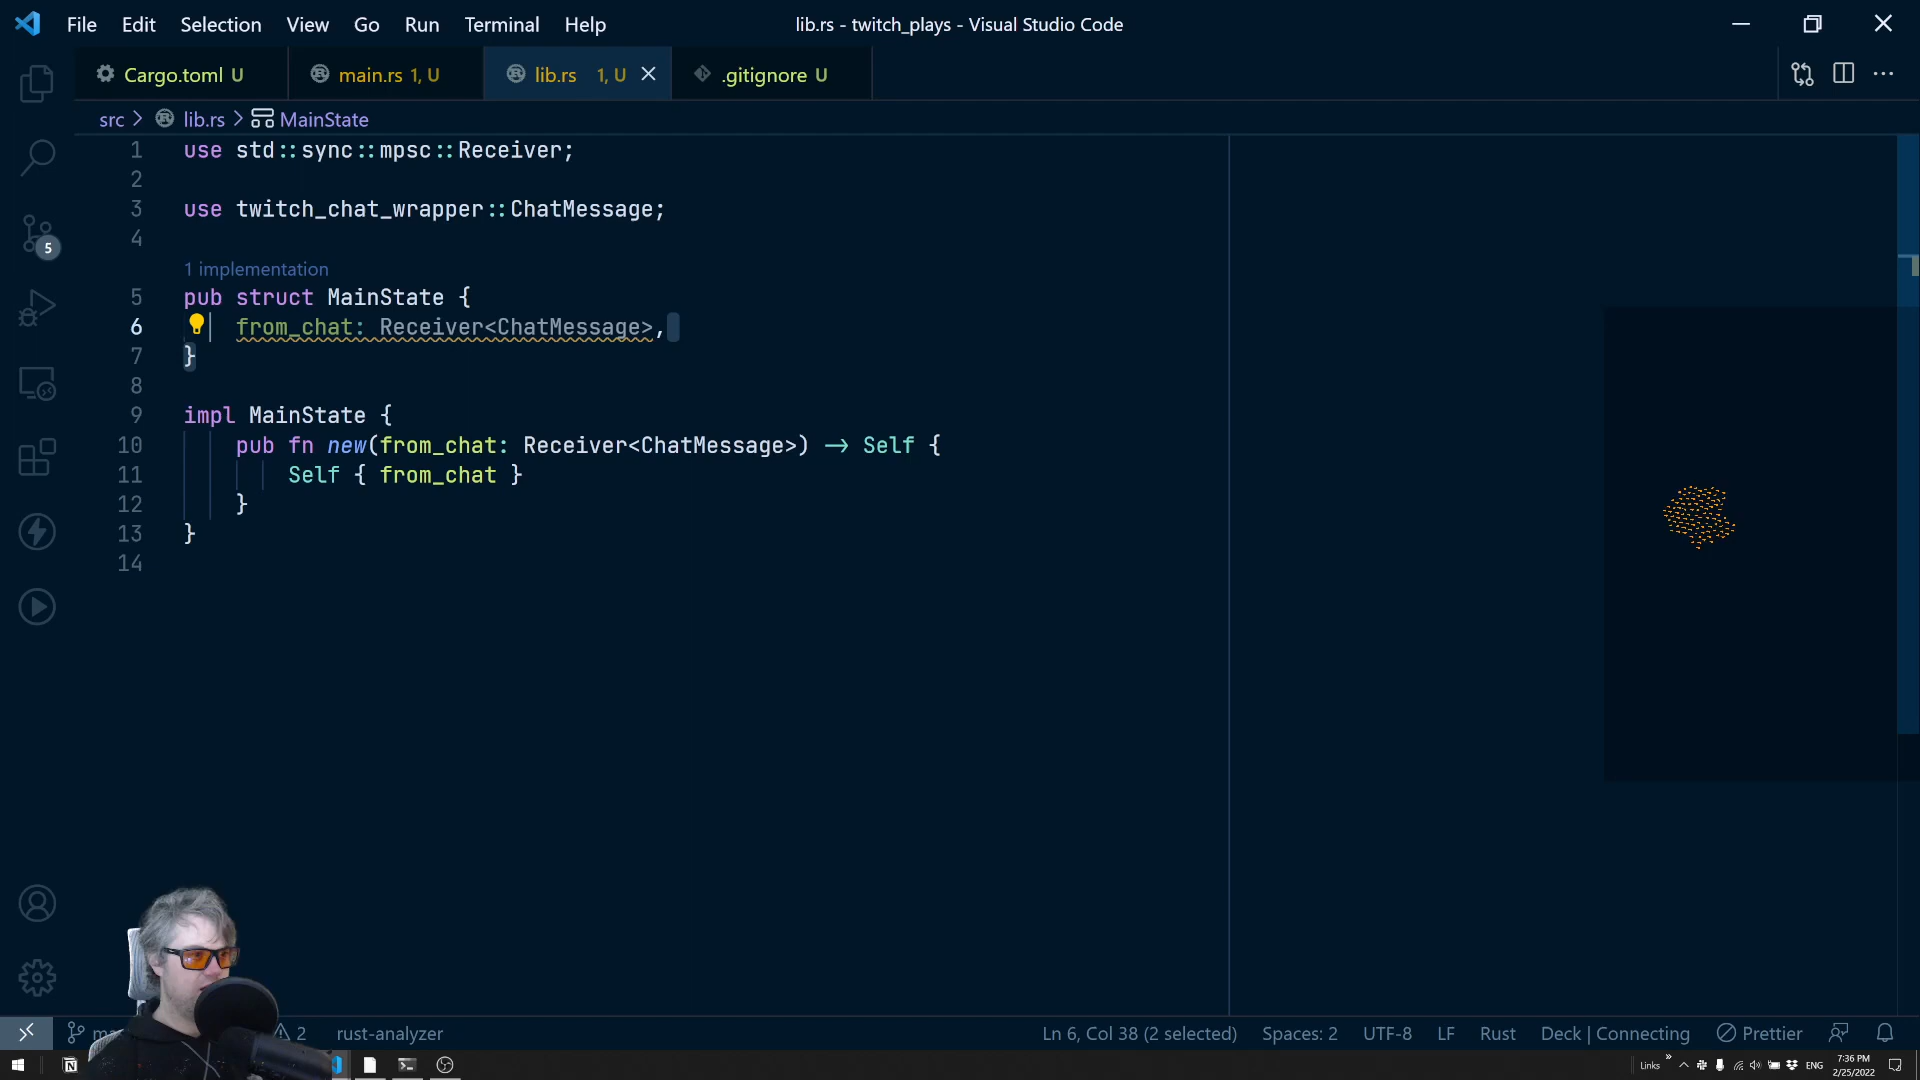 File Edit Selection View Go Run Terminal Help lib.rs - twitch_plays - Visual Studio Code
Cargo.toml U main.rs 1, U lib.rs 1, U .gitignore U
src > lib.rs > MainState
1 use std::sync::mpsc::Receiver;
2
3 use twitch_chat_wrapper::ChatMessage;
4
1 implementation
5 pub struct MainState {
6 from_chat: Receiver<ChatMessage>,
7 }
8
9 impl MainState {
10 pub fn new(from_chat: Receiver<ChatMessage>) -> Self {
11 Self { from_chat }
12 }
13 }
14
5
2 rust-analyzer Ln 6, Col 38 (2 selected) Spaces: 2 UTF-8 LF Rust Deck | Connecting Prettier
Links ENG 7:36 PM
2/25/2022